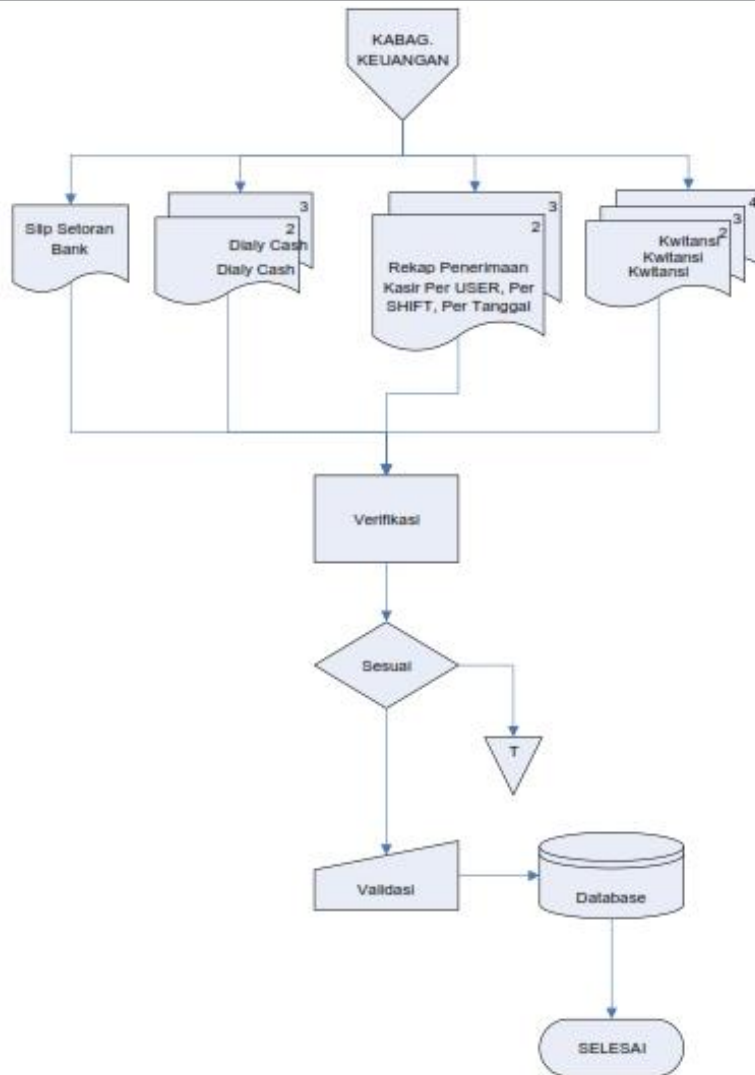 KABAG.
KEUANGAN
Slip Setoran
Bank
3
2
Dialy Cash
Dialy Cash
3
2
Rekap Penerimaan
Kasir Per USER, Per
SHIFT, Per Tanggal
4
3
2
Kwitansi
Kwitansi
Kwitansi
Verifikasi
Sesuai
T
Validasi
Database
SELESAI